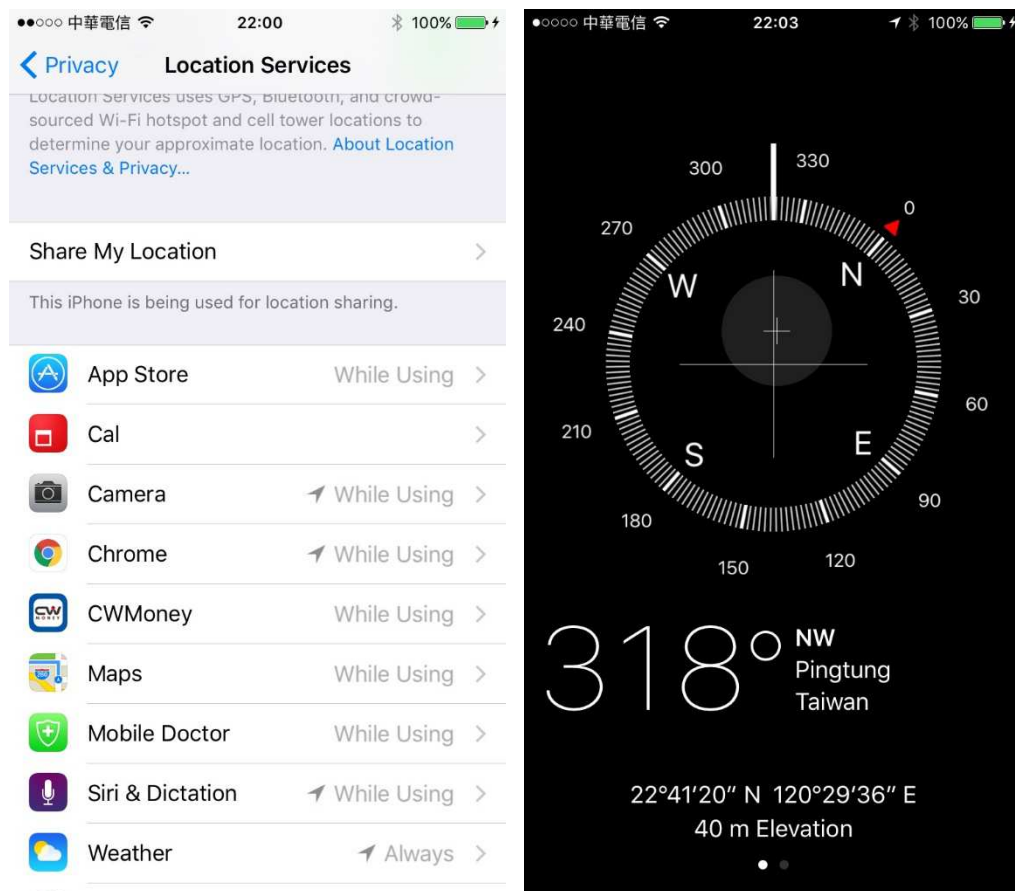 中華電信 22:00 100%
Privacy Location Services
Location Services uses GPS, Bluetooth, and crowd-
sourced Wi-Fi hotspot and cell tower locations to
determine your approximate location. About Location
Services & Privacy...
Share My Location
This iPhone is being used for location sharing.
App Store While Using
Cal
Camera While Using
Chrome While Using
CWMoney While Using
Maps While Using
Mobile Doctor While Using
Siri & Dictation While Using
Weather Always
中華電信 22:03 100%
300 330
0
270
W N
30
240
60
210
S E
90
180
120
150
318°
NW
Pingtung
Taiwan
22°41'20" N 120°29'36" E
40 m Elevation